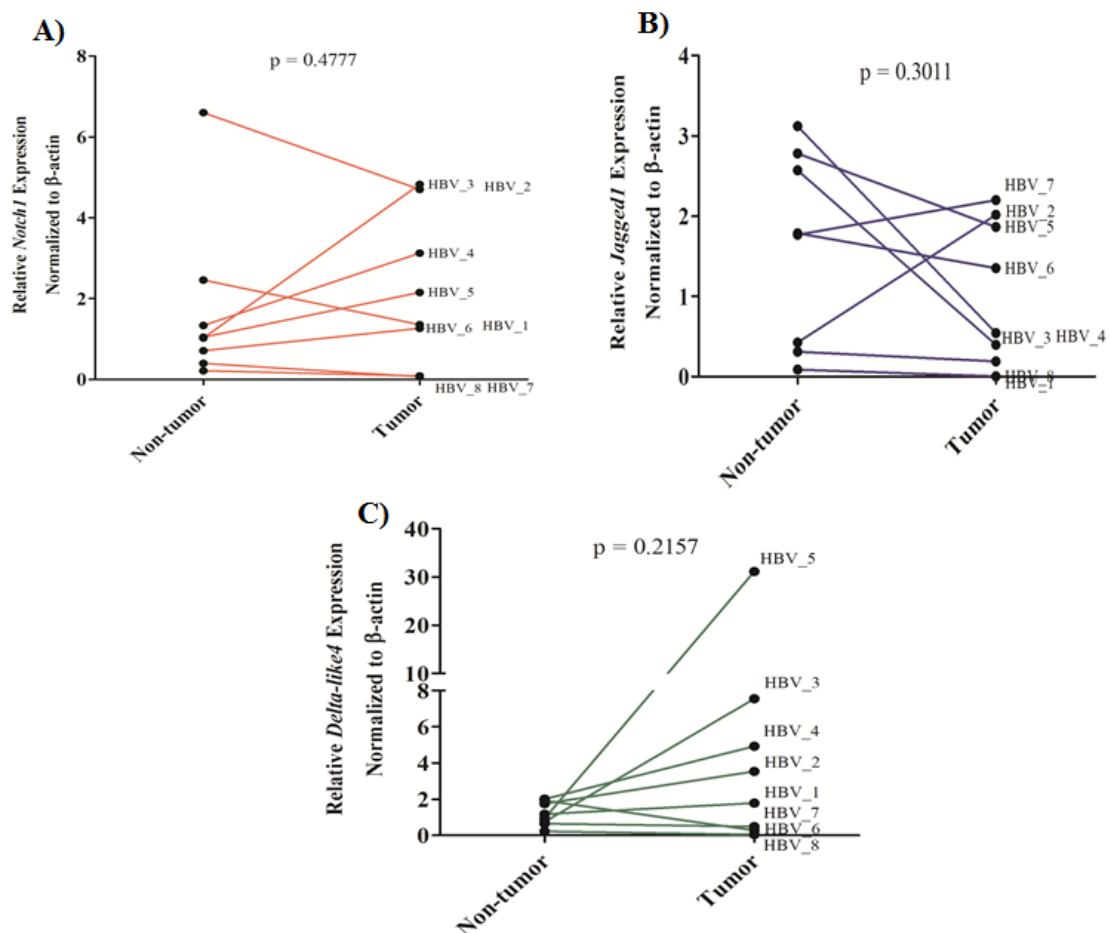 A)
p = 0.4777
Relative Notch1 Expression
Normalized to β-actin
8
6
4
2
0
HBV_3 HBV_2
HBV_4
HBV_5
HBV_6 HBV_1
HBV_8 HBV_7
Non-tumor
Tumor
B)
p = 0.3011
Relative Jagged1 Expression
Normalized to β-actin
4
3
2
1
0
HBV_7
HBV_2
HBV_5
HBV_6
HBV_3 HBV_4
HBV_8
HBV_1
Non-tumor
Tumor
C)
p = 0.2157
Relative Delta-like4 Expression
Normalized to β-actin
40
30
20
10
8
6
4
2
0
HBV_5
HBV_3
HBV_4
HBV_2
HBV_1
HBV_7
HBV_6
HBV_8
Non-tumor
Tumor